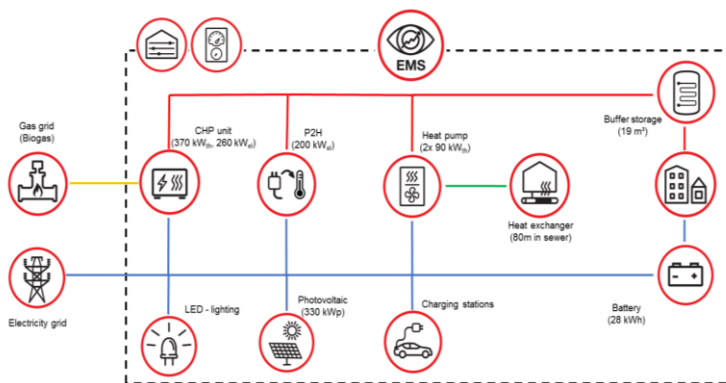 EMS
Gas grid
(Biogas)
CHP unit
(370 kWth, 260 kWel)
P2H
(200 kWel)
Heat pump
(2x 90 kWth)
Buffer storage
(19 m³)
Heat exchanger
(80m in sewer)
Electricity grid
LED - lighting
Photovoltaic
(330 kWp)
Charging stations
Battery
(28 kWh)